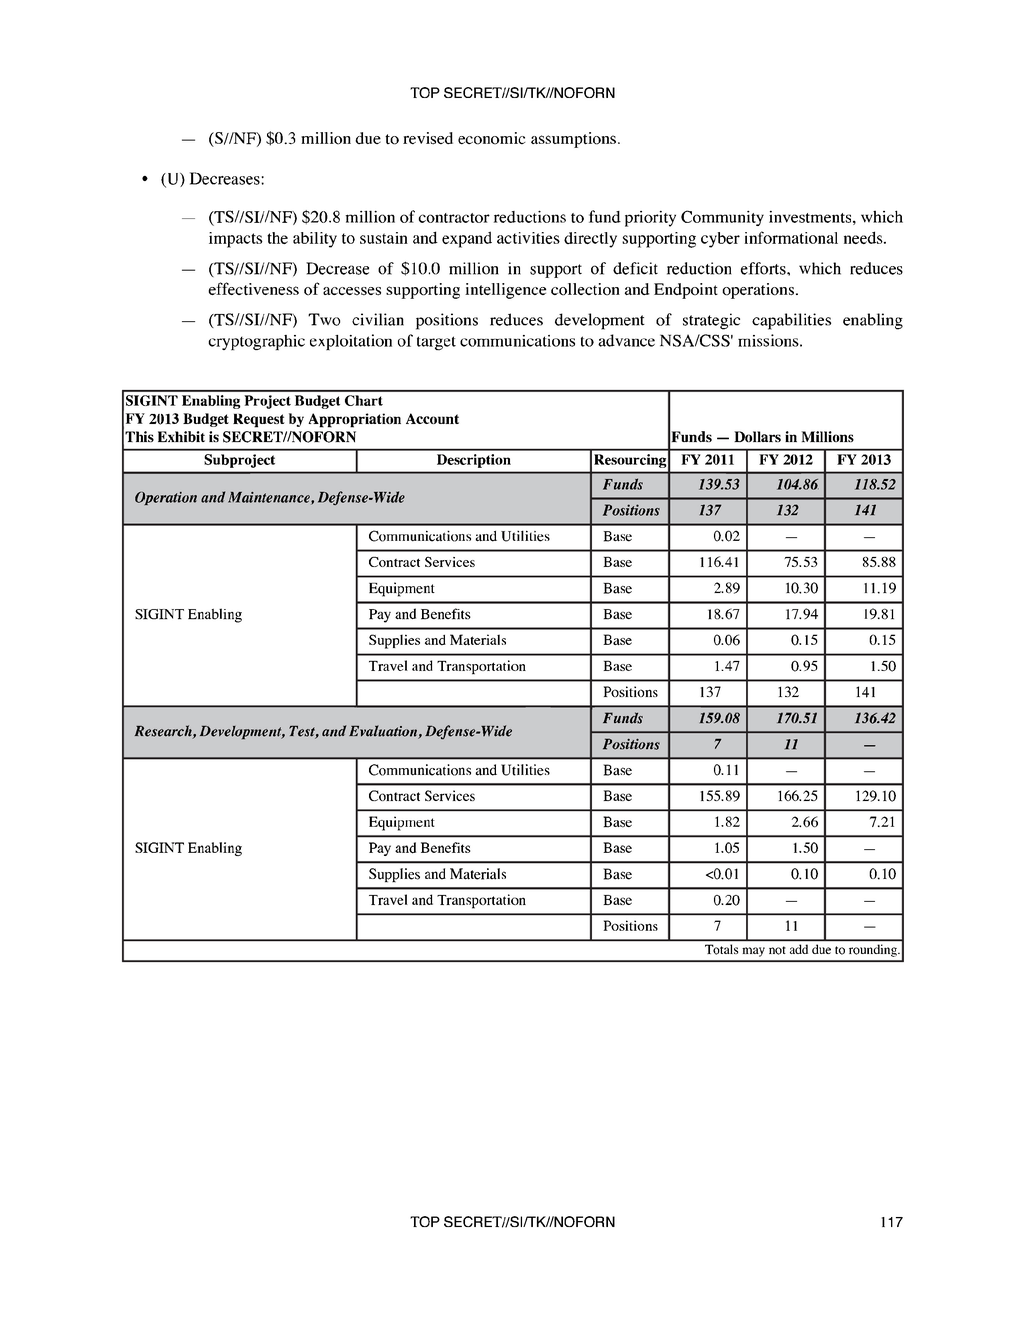 TOP SECRET//SI/TK//NOFORN
— (S//NF) $0.3 million due to revised economic assumptions.
• (U) Decreases:
— (TS//SI//NF) $20.8 million of contractor reductions to fund priority Community investments, which
impacts the ability to sustain and expand activities directly supporting cyber informational needs.
— (TS//SI//NF) Decrease of $10.0 million in support of deficit reduction efforts, which reduces
effectiveness of accesses supporting intelligence collection and Endpoint operations.
— (TS//SI//NF) Two civilian positions reduces development of strategic capabilities enabling
cryptographic exploitation of target communications to advance NSA/CSS' missions.
SIGINT Enabling Project Budget Chart
FY 2013 Budget Request by Appropriation Account
This Exhibit is SECRET//NOFORN Funds — Dollars in Millions
Subproject Description Resourcing FY 2011 FY 2012 FY 2013
Operation and Maintenance, Defense-Wide Funds 139.53 104.86 118.52
Positions 137 132 141
Communications and Utilities Base 0.02 — —
Contract Services Base 116.41 75.53 85.88
Equipment Base 2.89 10.30 11.19
SIGINT Enabling Pay and Benefits Base 18.67 17.94 19.81
Supplies and Materials Base 0.06 0.15 0.15
Travel and Transportation Base 1.47 0.95 1.50
Positions 137 132 141
Research, Development, Test, and Evaluation, Defense-Wide Funds 159.08 170.51 136.42
Positions 7 11 —
Communications and Utilities Base 0.11 — —
Contract Services Base 155.89 166.25 129.10
Equipment Base 1.82 2.66 7.21
SIGINT Enabling Pay and Benefits Base 1.05 1.50 —
Supplies and Materials Base <0.01 0.10 0.10
Travel and Transportation Base 0.20 — —
Positions 7 11 —
Totals may not add due to rounding.
TOP SECRET//SI/TK//NOFORN 117